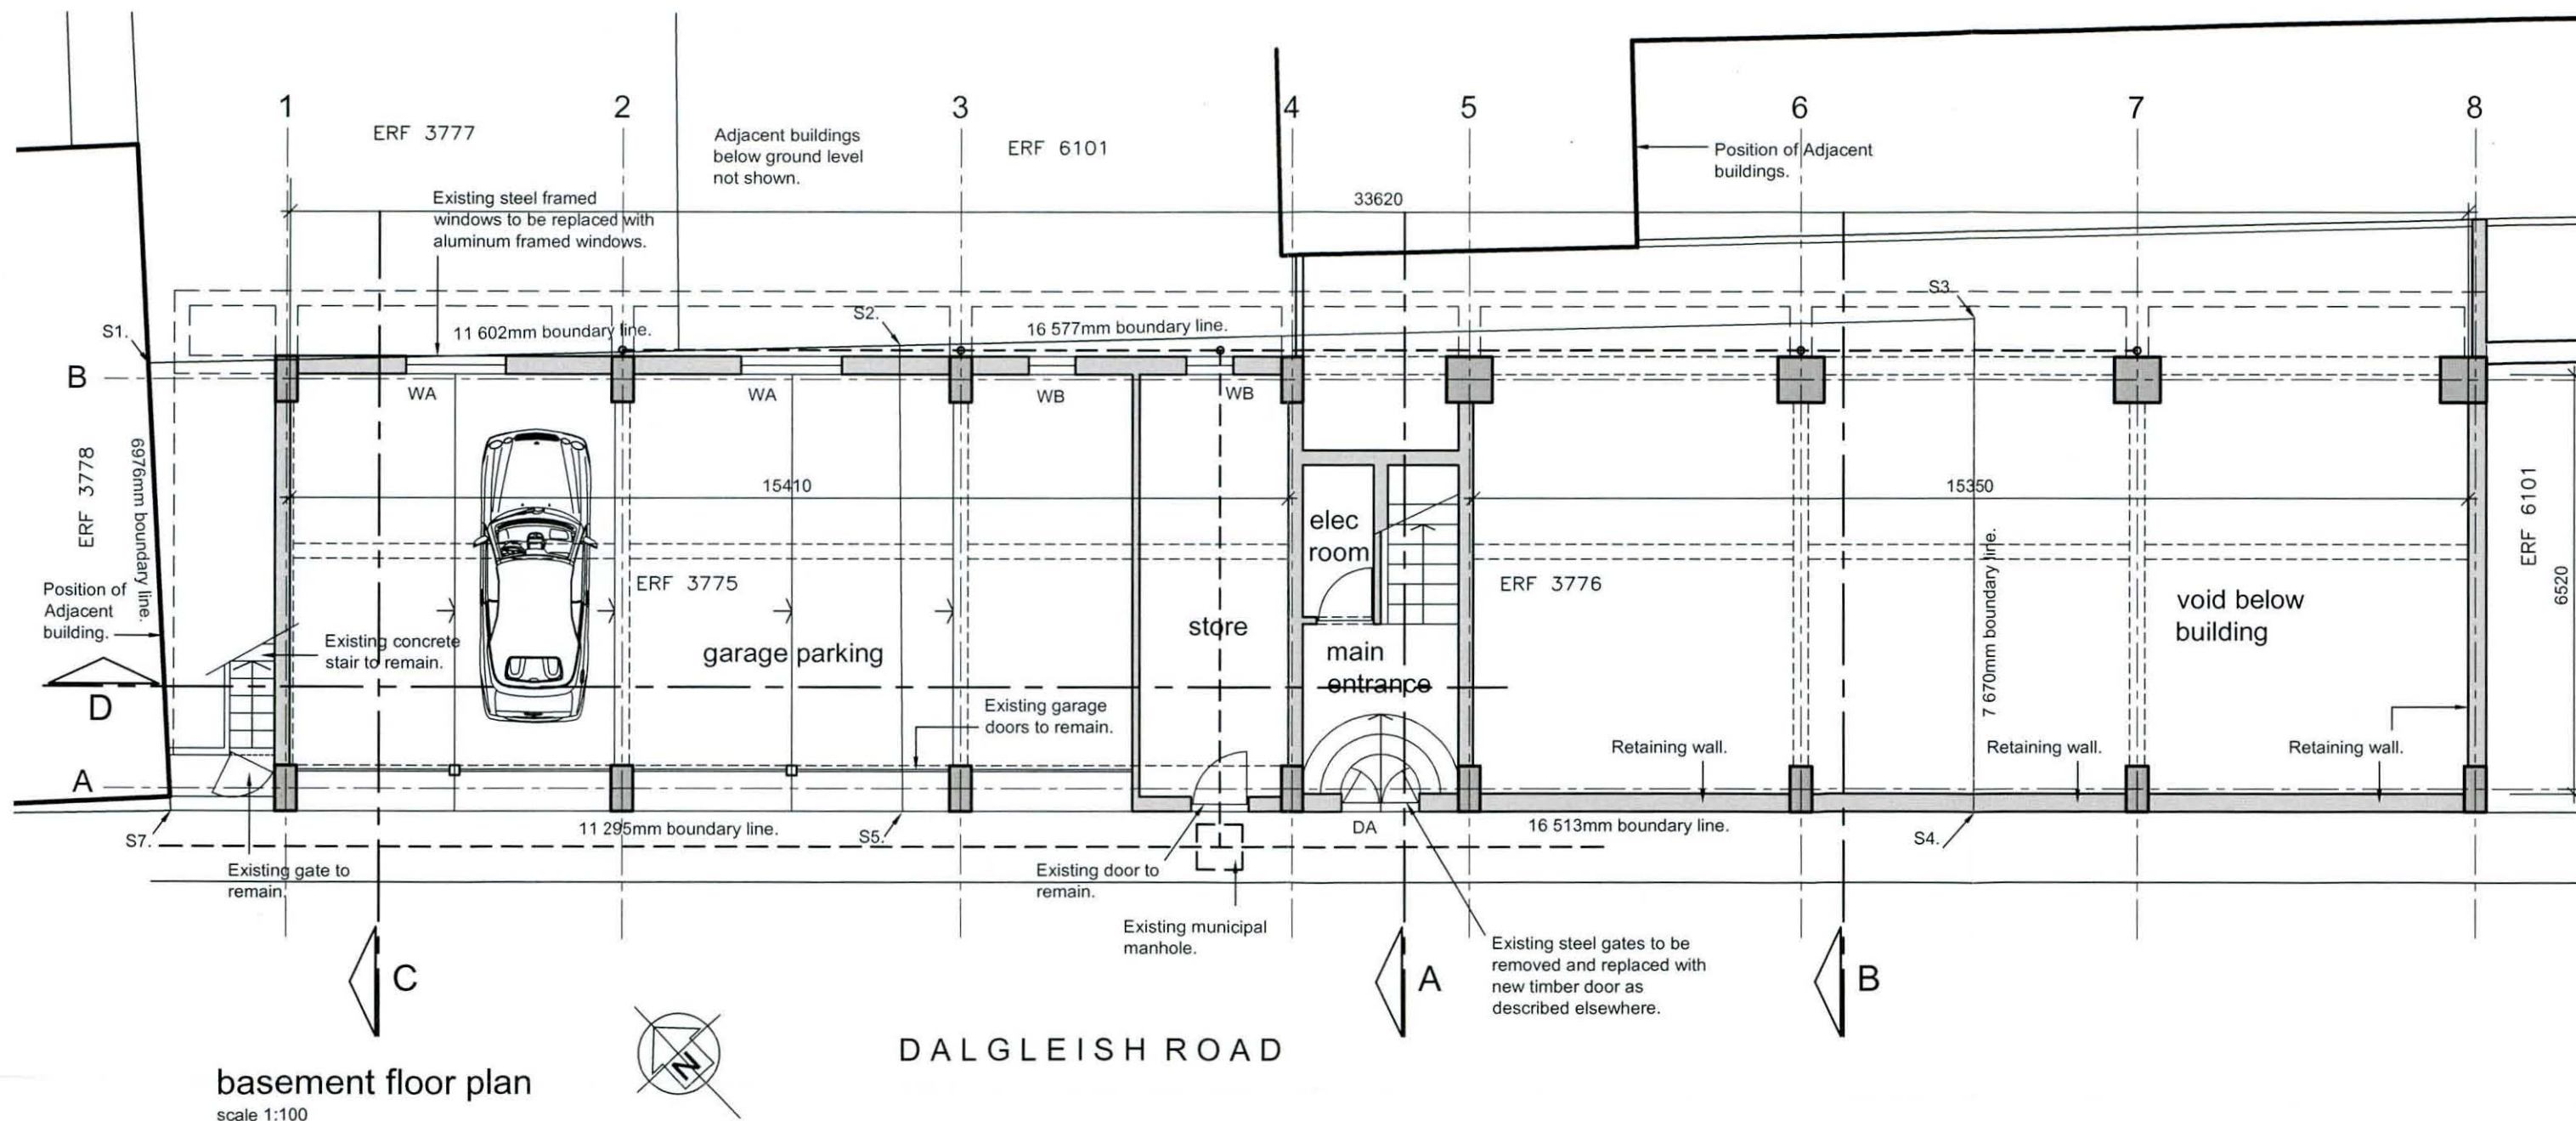 1
2
3
4
5
6
7
8
ERF 3777
Adjacent buildings
below ground level
not shown.
ERF 6101
Position of Adjacent
buildings.
Existing steel framed
windows to be replaced with
aluminum framed windows.
33620
S1.
11 602mm boundary line.
S2.
16 577mm boundary line.
S3.
B
WA
WA
WB
WB
ERF 3778
6976mm boundary line.
15410
15350
elec
room
ERF 3775
ERF 3776
7 670mm boundary line.
void below
building
ERF 6101
6520
Position of
Adjacent
building.
Existing concrete
stair to remain.
garage parking
store
main
entrance
D
Existing garage
doors to remain.
Retaining wall.
Retaining wall.
Retaining wall.
A
S7.
11 295mm boundary line.
S5.
DA
16 513mm boundary line.
S4.
Existing gate to
remain.
Existing door to
remain.
Existing municipal
manhole.
Existing steel gates to be
removed and replaced with
new timber door as
described elsewhere.
C
A
B
N
DALGLEISH ROAD
basement floor plan
scale 1:100